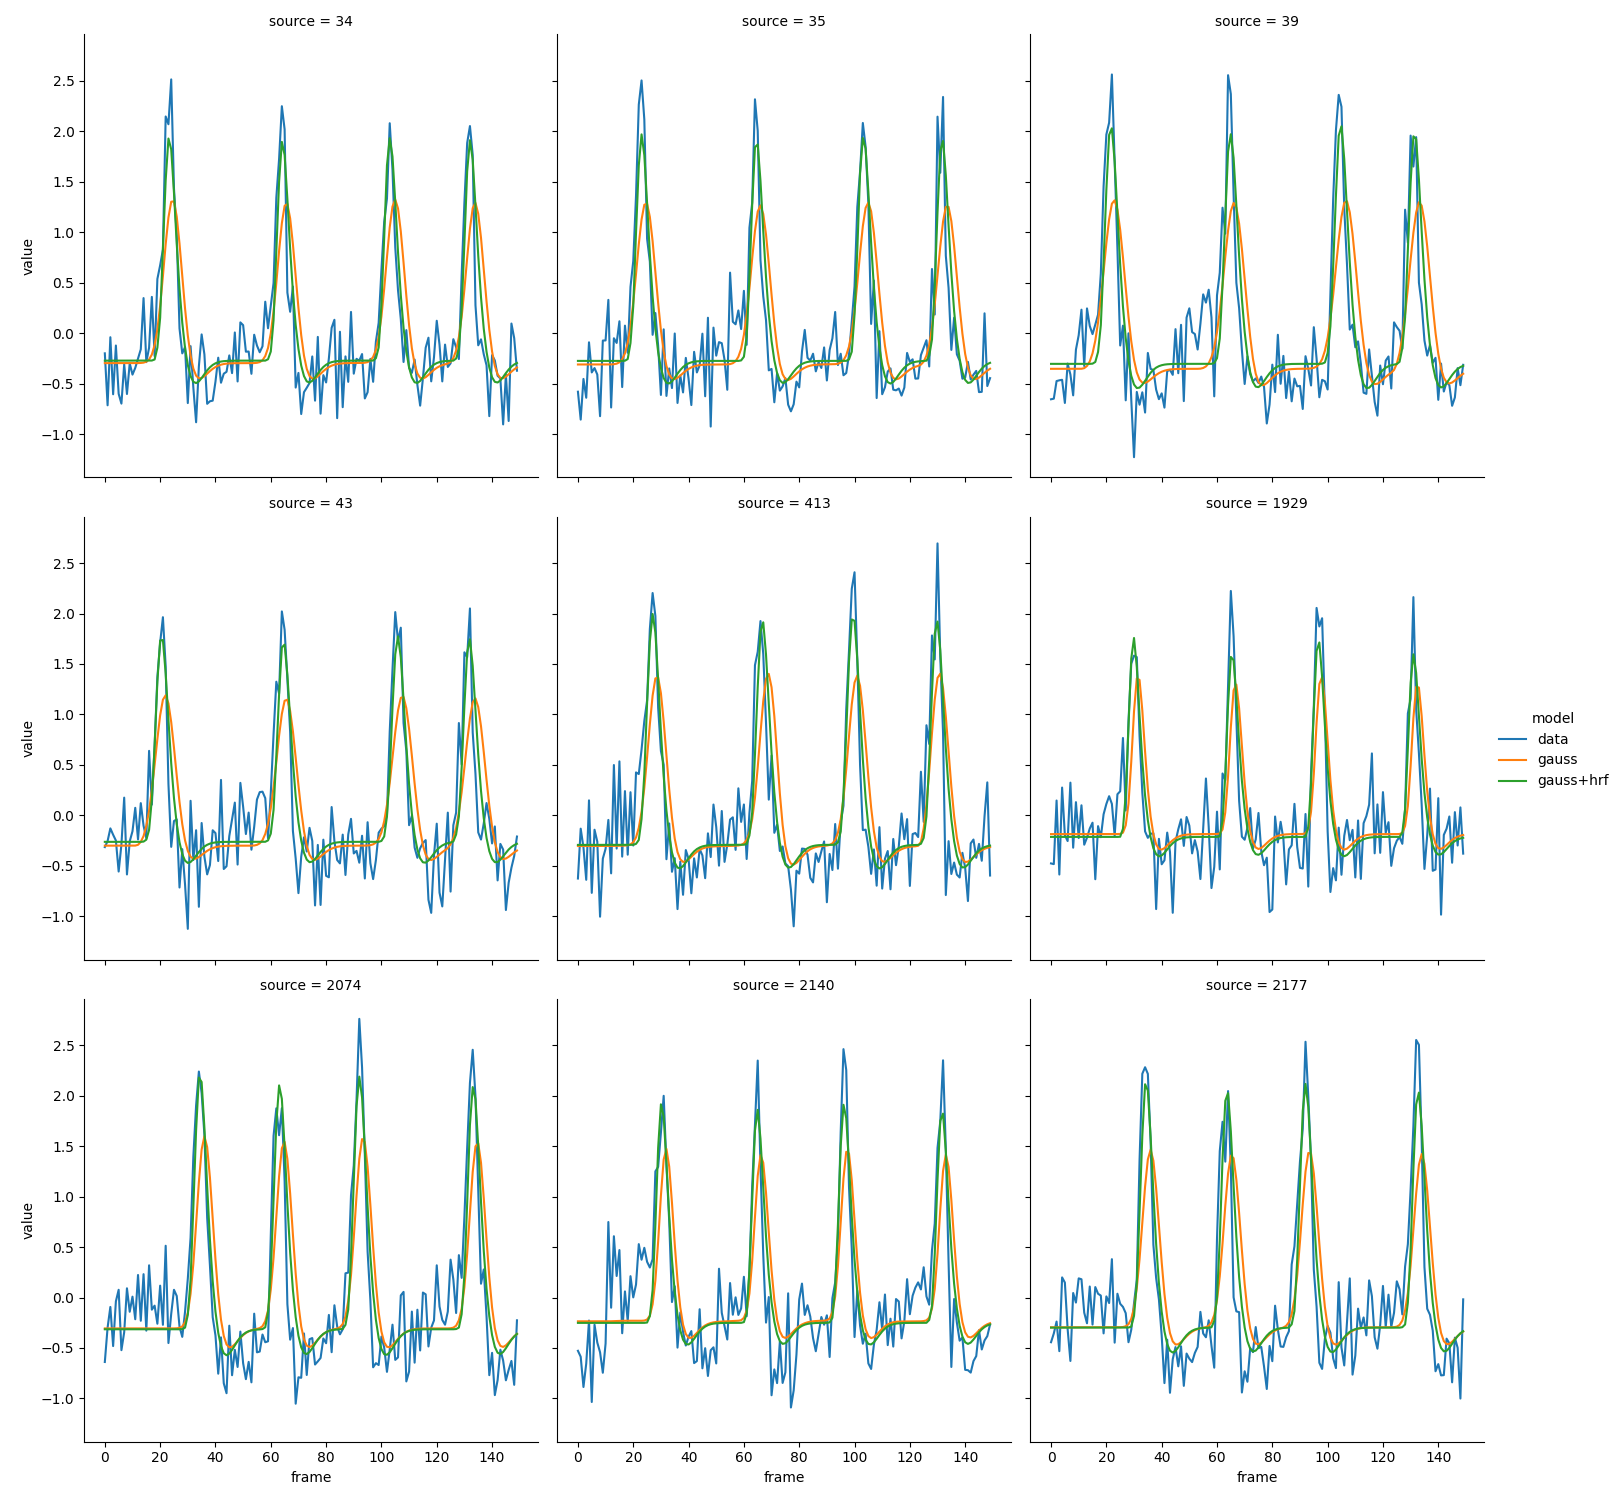 source = 34
source = 35
source = 39
2.5
2.0
1.5
1.0
0.5
0.0
−0.5
−1.0
value
source = 43
source = 413
source = 1929
2.5
2.0
1.5
1.0
0.5
0.0
−0.5
−1.0
value
model
data
gauss
gauss+hrf
source = 2074
source = 2140
source = 2177
2.5
2.0
1.5
1.0
0.5
0.0
−0.5
−1.0
value
0 20 40 60 80 100 120 140
0 20 40 60 80 100 120 140
0 20 40 60 80 100 120 140
frame
frame
frame